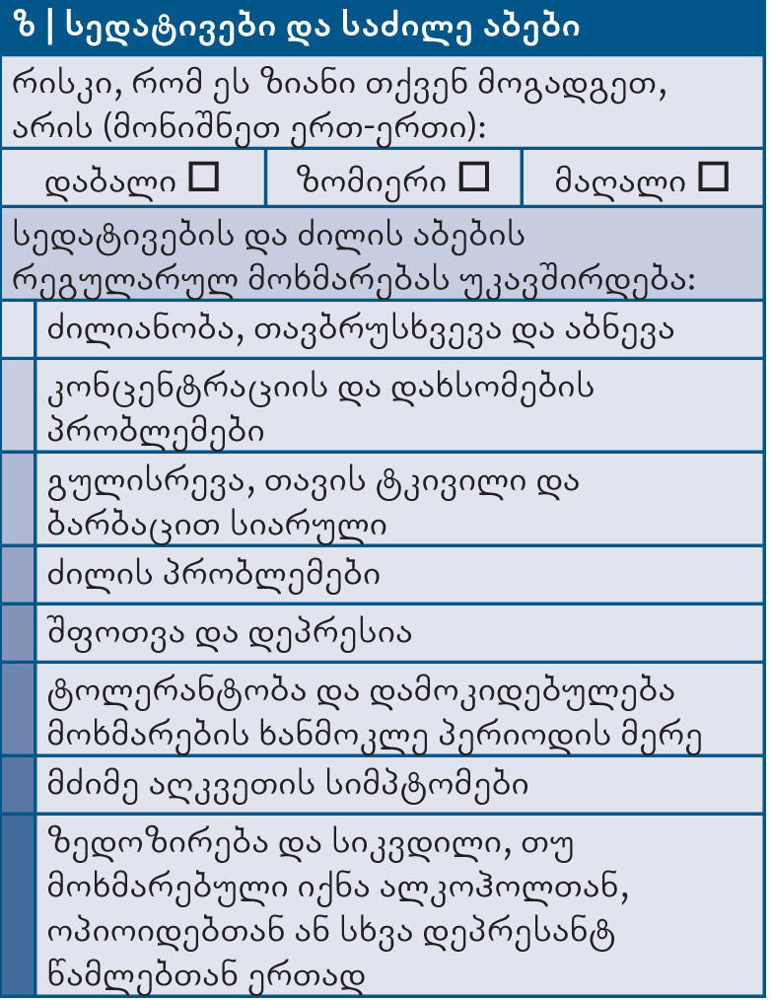 ზ | სედატივები და საძილე აბები
რისკი, რომ ეს ზიანი თქვენ მოგადგეთ,
არის (მონიშნეთ ერთ-ერთი):
დაბალი ☐ ზომიერი ☐ მაღალი ☐
სედატივების და ძილის აბების
რეგულარულ მოხმარებას უკავშირდება:
ძილიანობა, თავბრუსხვევა და აბნევა
კონცენტრაციის და დახსომების
პრობლემები
გულისრევა, თავის ტკივილი და
ბარბაცით სიარული
ძილის პრობლემები
შფოთვა და დეპრესია
ტოლერანტობა და დამოკიდებულება
მოხმარების ხანმოკლე პერიოდის მერე
მძიმე აღკვეთის სიმპტომები
ზედოზირება და სიკვდილი, თუ
მოხმარებული იქნა ალკოჰოლთან,
ოპიოიდებთან ან სხვა დეპრესანტ
წამლებთან ერთად